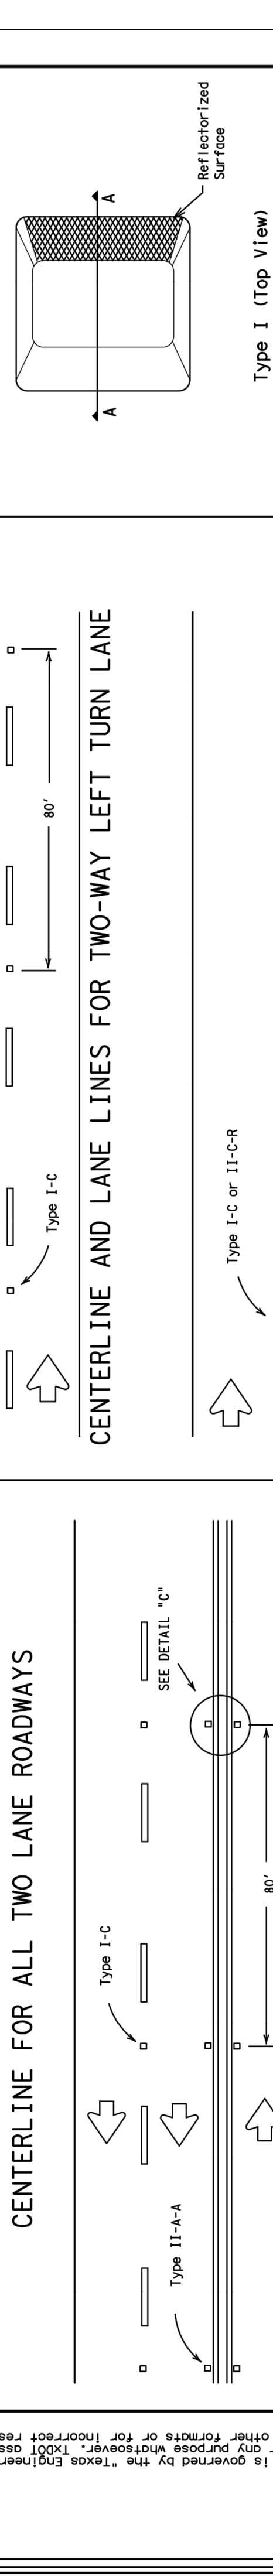 is governed by the "Texas Engineer
any purpose whatsoever. TxDOT ass
other formats or for incorrect res
CENTERLINE FOR ALL TWO LANE ROADWAYS
Type I-C
SEE DETAIL "C"
Type II-A-A
80'
Type I-C
80'
CENTERLINE AND LANE LINES FOR TWO-WAY LEFT TURN LANE
Type I-C or II-C-R
A
A
Reflectorized
Surface
Type I (Top View)